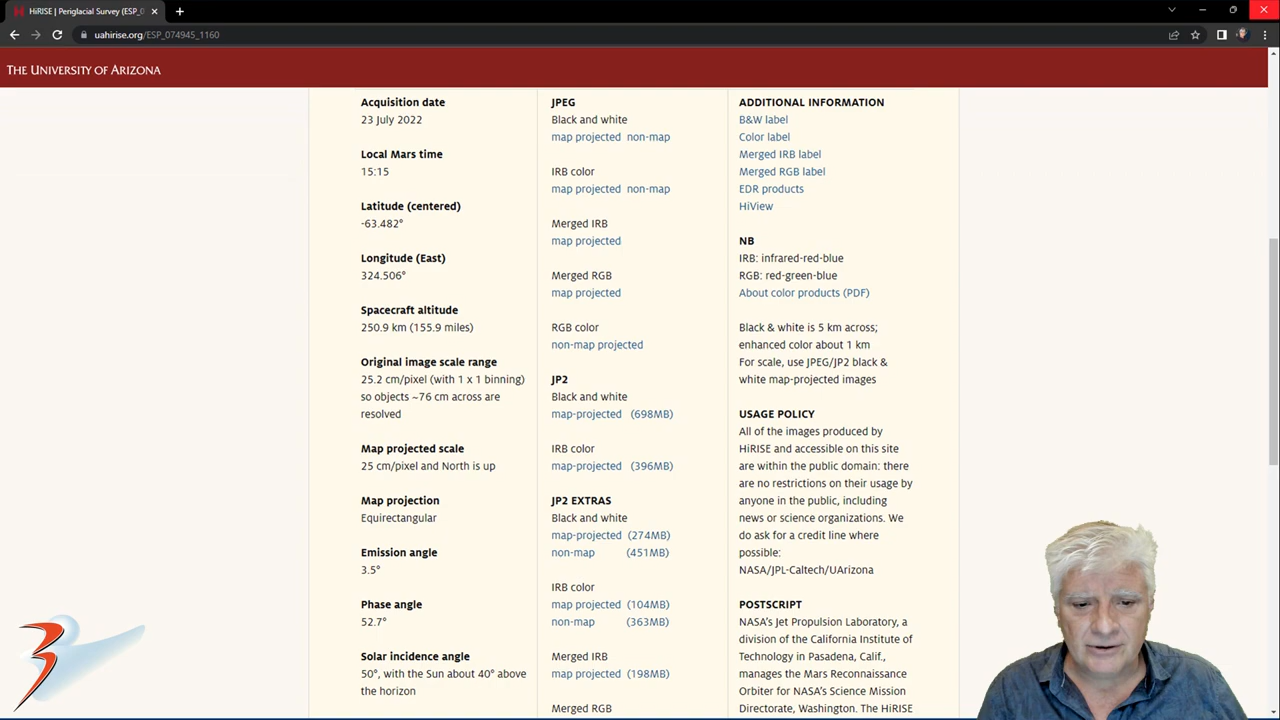 HiRISE | Periglacial Survey (ESP_0
uahirise.org/ESP_074945_1160
THE UNIVERSITY OF ARIZONA
Acquisition date
23 July 2022
Local Mars time
15:15
Latitude (centered)
-63.482°
Longitude (East)
324.506°
Spacecraft altitude
250.9 km (155.9 miles)
Original image scale range
25.2 cm/pixel (with 1 x 1 binning)
so objects ~76 cm across are
resolved
Map projected scale
25 cm/pixel and North is up
Map projection
Equirectangular
Emission angle
3.5°
Phase angle
52.7°
Solar incidence angle
50°, with the Sun about 40° above
the horizon
JPEG
Black and white
map projected non-map
IRB color
map projected non-map
Merged IRB
map projected
Merged RGB
map projected
RGB color
non-map projected
JP2
Black and white
map-projected (698MB)
IRB color
map-projected (396MB)
JP2 EXTRAS
Black and white
map-projected (274MB)
non-map (451MB)
IRB color
map projected (104MB)
non-map (363MB)
Merged IRB
map projected (198MB)
Merged RGB
ADDITIONAL INFORMATION
B&W label
Color label
Merged IRB label
Merged RGB label
EDR products
HiView
NB
IRB: infrared-red-blue
RGB: red-green-blue
About color products (PDF)
Black & white is 5 km across;
enhanced color about 1 km
For scale, use JPEG/JP2 black &
white map-projected images
USAGE POLICY
All of the images produced by
HiRISE and accessible on this site
are within the public domain: there
are no restrictions on their usage by
anyone in the public, including
news or science organizations. We
do ask for a credit line where
possible:
NASA/JPL-Caltech/UArizona
POSTSCRIPT
NASA's Jet Propulsion Laboratory, a
division of the California Institute of
Technology in Pasadena, Calif.,
manages the Mars Reconnaissance
Orbiter for NASA's Science Mission
Directorate, Washington. The HiRISE